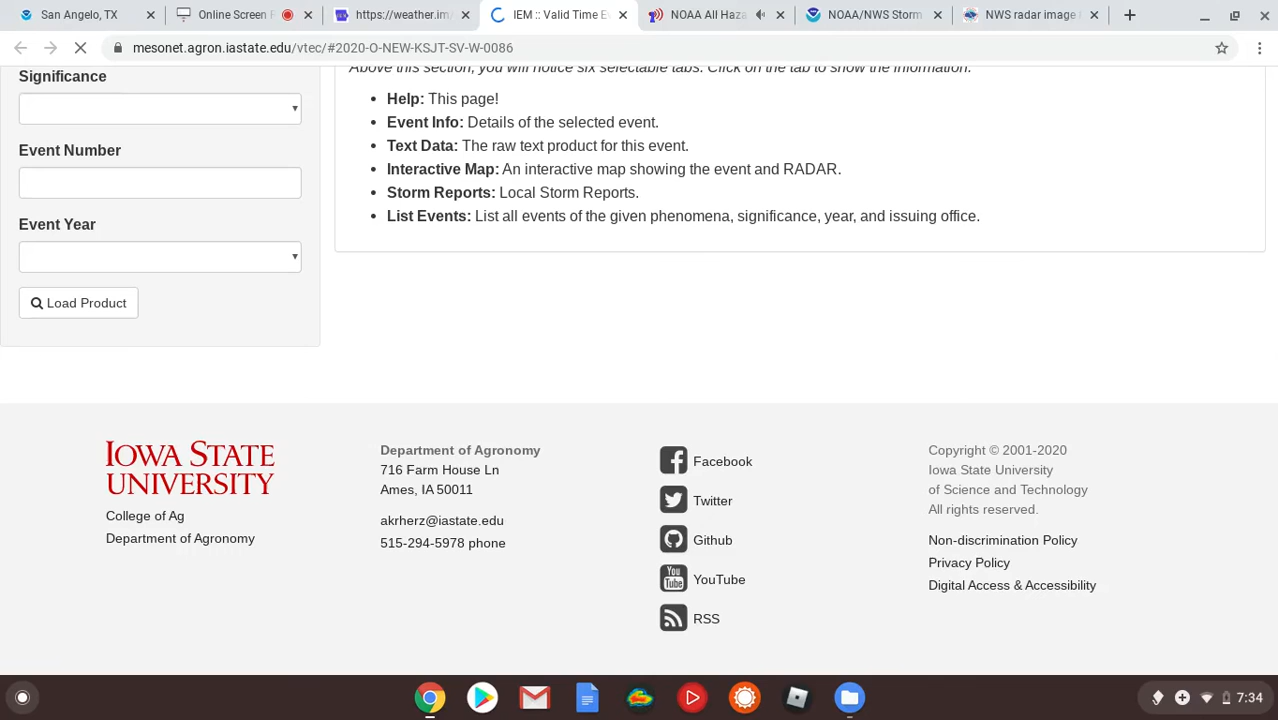 San Angelo, TX
Online Screen R
https://weather.im/
IEM :: Valid Time Ev
NOAA All Haza
NOAA/NWS Storm
NWS radar image
mesonet.agron.iastate.edu/vtec/#2020-O-NEW-KSJT-SV-W-0086
Significance
Event Number
Event Year
Load Product
Above this section, you will notice six selectable tabs. Click on the tab to show the information.
• Help: This page!
• Event Info: Details of the selected event.
• Text Data: The raw text product for this event.
• Interactive Map: An interactive map showing the event and RADAR.
• Storm Reports: Local Storm Reports.
• List Events: List all events of the given phenomena, significance, year, and issuing office.
IOWA STATE
UNIVERSITY
College of Ag
Department of Agronomy
Department of Agronomy
716 Farm House Ln
Ames, IA 50011
akrherz@iastate.edu
515-294-5978 phone
Facebook
Twitter
Github
You
Tube
YouTube
RSS
Copyright © 2001-2020
Iowa State University
of Science and Technology
All rights reserved.
Non-discrimination Policy
Privacy Policy
Digital Access & Accessibility
7:34